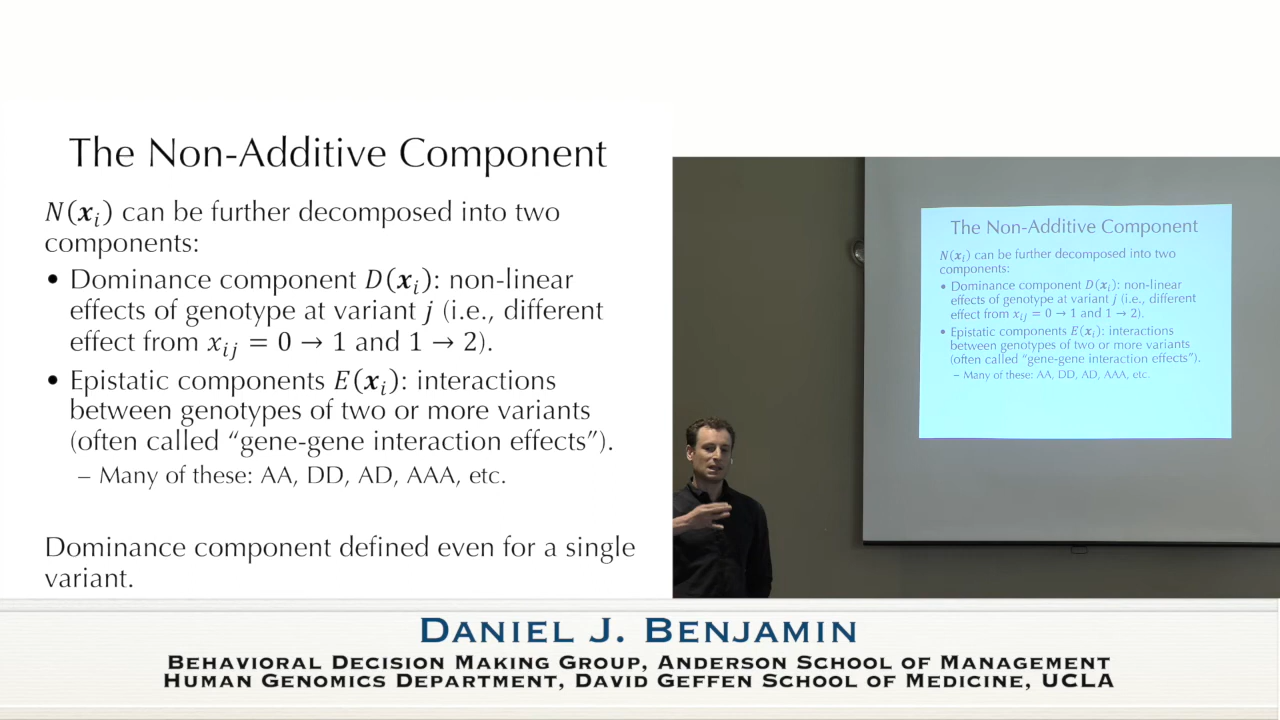 The Non-Additive Component
N(𝒙ᵢ) can be further decomposed into two
components:
• Dominance component D(𝒙ᵢ): non-linear
effects of genotype at variant j (i.e., different
effect from xᵢⱼ = 0 → 1 and 1 → 2).
• Epistatic components E(𝒙ᵢ): interactions
between genotypes of two or more variants
(often called “gene-gene interaction effects”).
– Many of these: AA, DD, AD, AAA, etc.
Dominance component defined even for a single
variant.
The Non-Additive Component
N(𝒙ᵢ) can be further decomposed into two
components:
• Dominance component D(𝒙ᵢ): non-linear
effects of genotype at variant j (i.e., different
effect from xᵢⱼ = 0 → 1 and 1 → 2).
• Epistatic components E(𝒙ᵢ): interactions
between genotypes of two or more variants
(often called “gene-gene interaction effects”).
– Many of these: AA, DD, AD, AAA, etc.
DANIEL J. BENJAMIN
BEHAVIORAL DECISION MAKING GROUP, ANDERSON SCHOOL OF MANAGEMENT
HUMAN GENOMICS DEPARTMENT, DAVID GEFFEN SCHOOL OF MEDICINE, UCLA